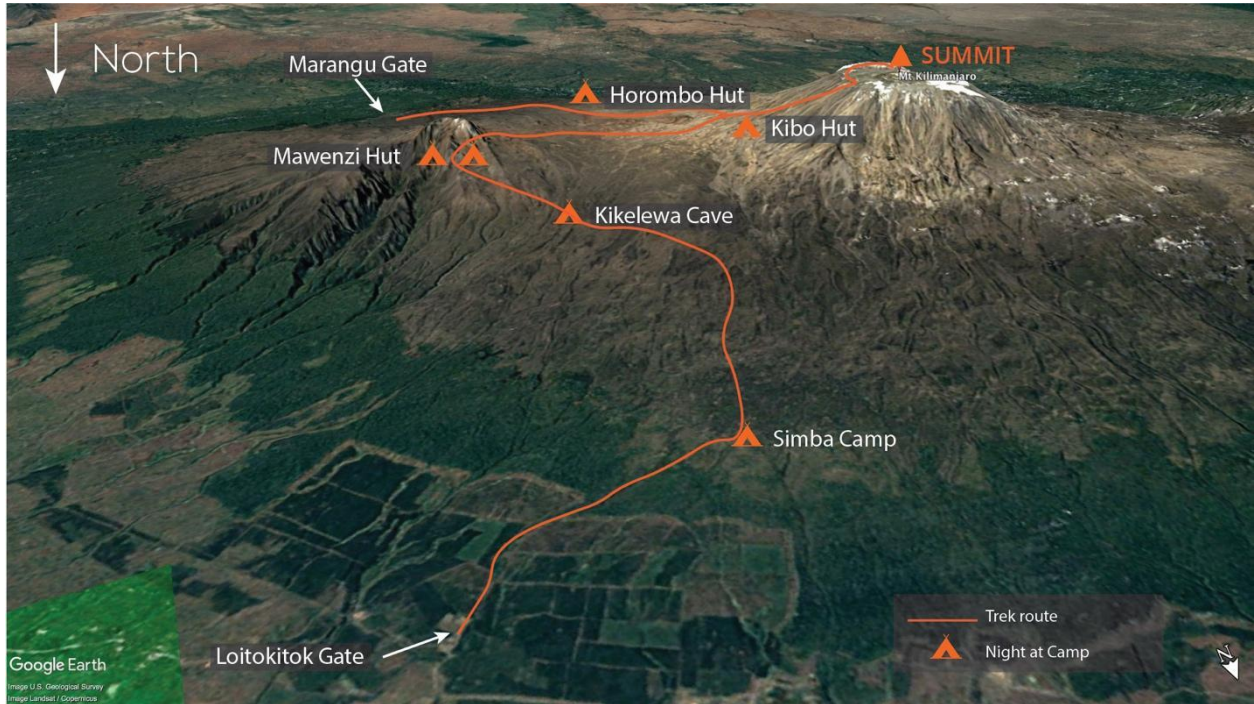 North
Marangu Gate
SUMMIT
Mt Kilimanjaro
Horombo Hut
Kibo Hut
Mawenzi Hut
Kikelewa Cave
Simba Camp
Loitokitok Gate
Trek route
Night at Camp
N
Google Earth
Image U.S. Geological Survey
Image Landsat / Copernicus